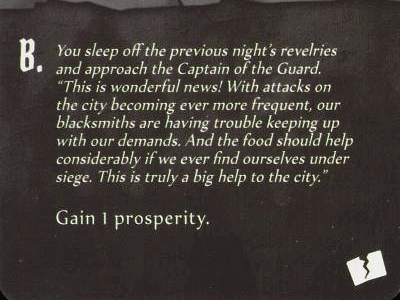 B. You sleep off the previous night's revelries
and approach the Captain of the Guard.
"This is wonderful news! With attacks on
the city becoming ever more frequent, our
blacksmiths are having trouble keeping up
with our demands. And the food should help
considerably if we ever find ourselves under
siege. This is truly a big help to the city."
Gain 1 prosperity.